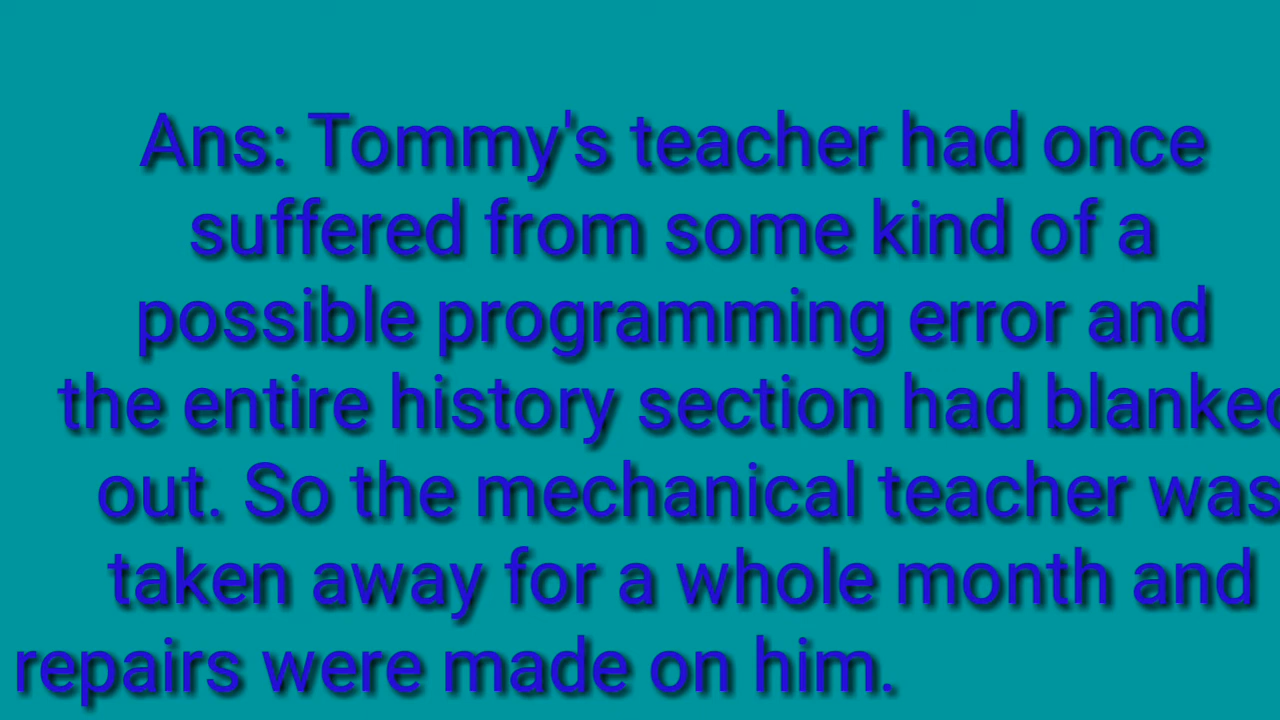 Ans: Tommy's teacher had once
suffered from some kind of a
possible programming error and
the entire history section had blanked
out. So the mechanical teacher was
taken away for a whole month and
repairs were made on him.